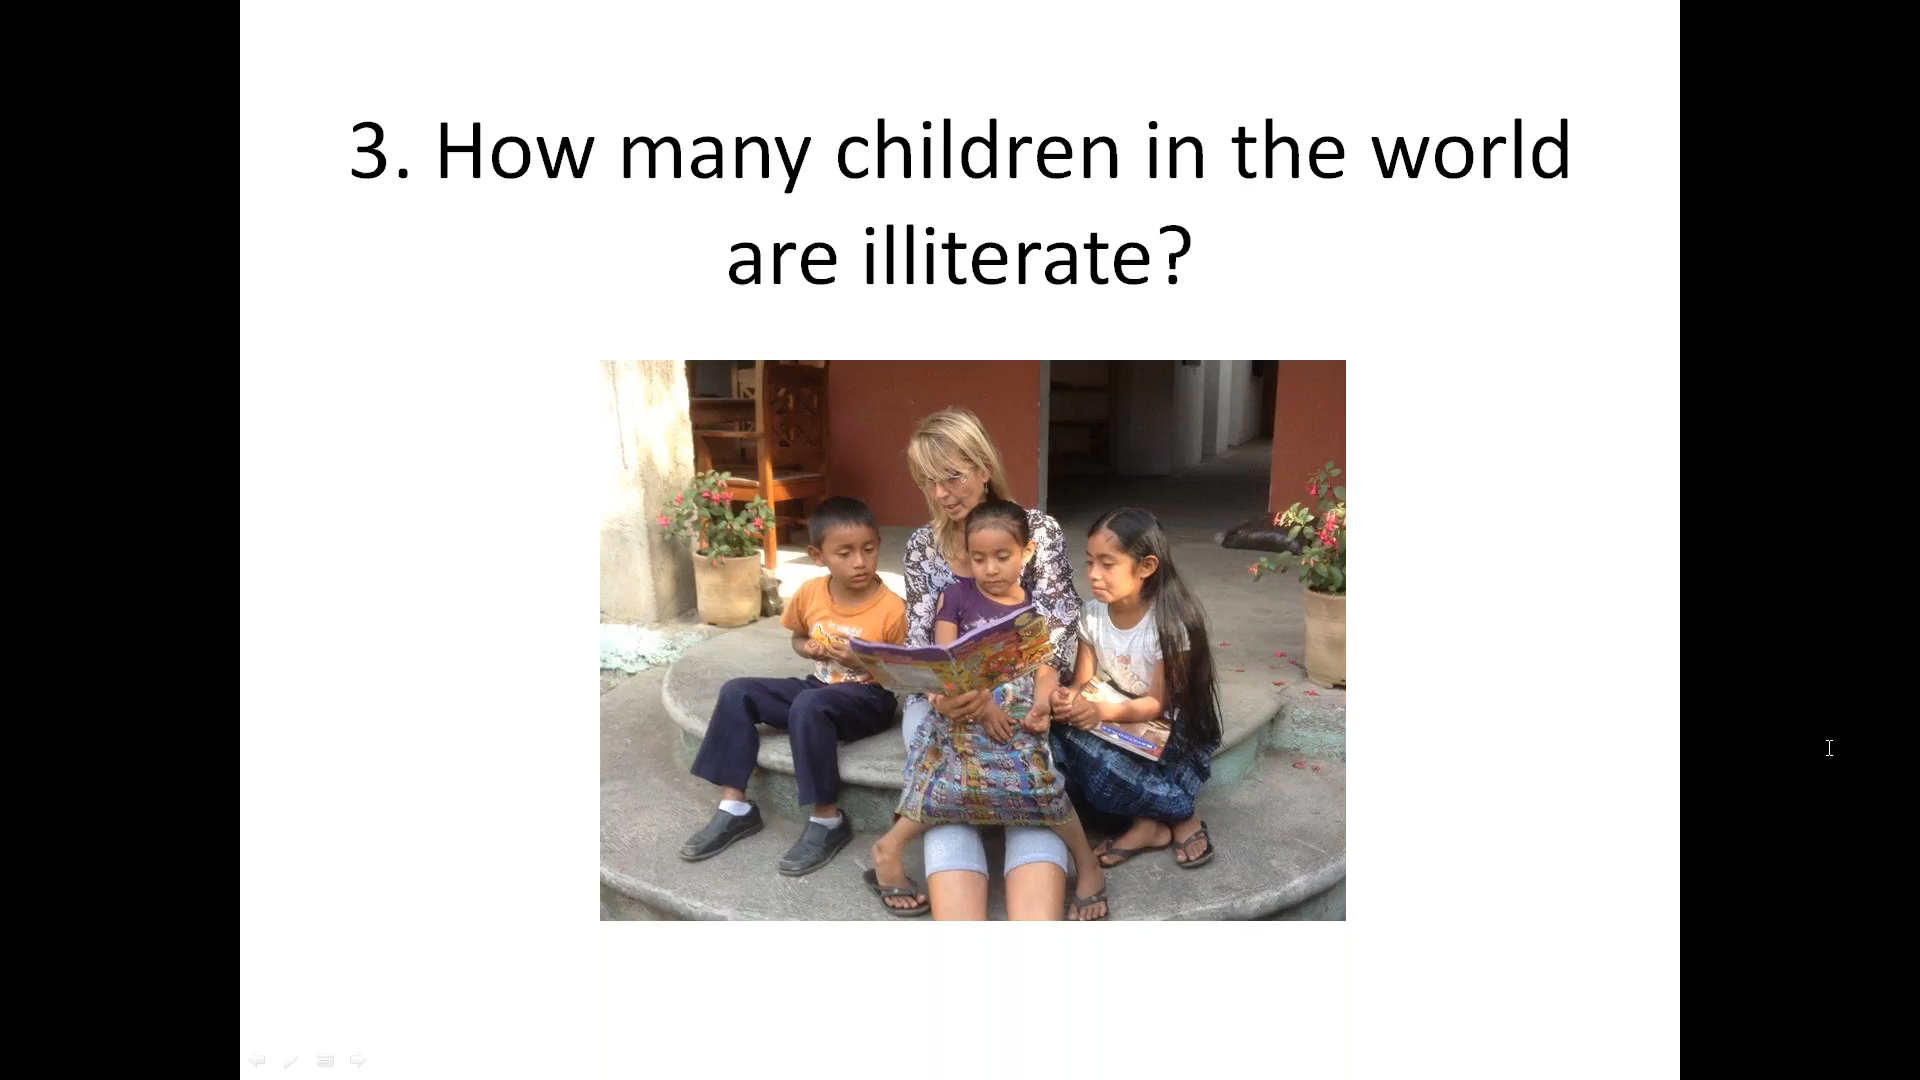 3. How many children in the world
are illiterate?